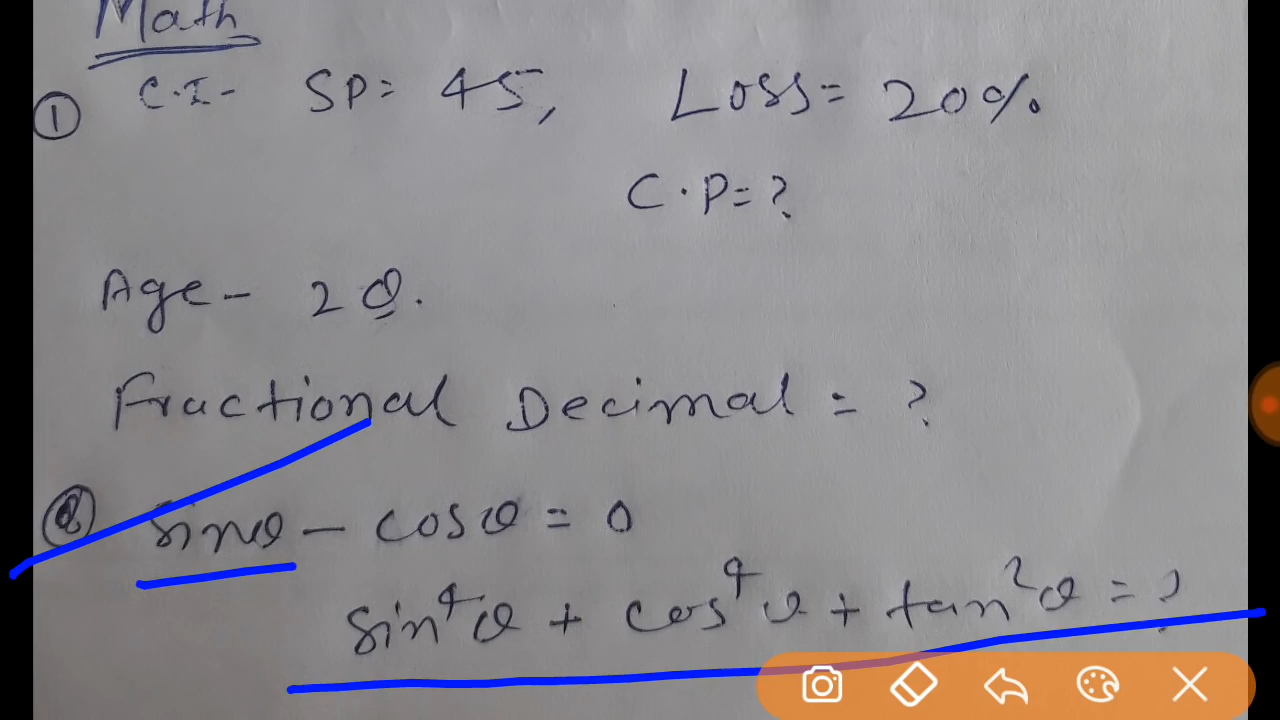 Math
① C.I- SP= 45, Loss= 20%.
C.P=?
Age- 20.
Fractional Decimal = ?
② sinθ - cosθ = 0
sin⁴θ + cos⁴θ + tan²θ = ?